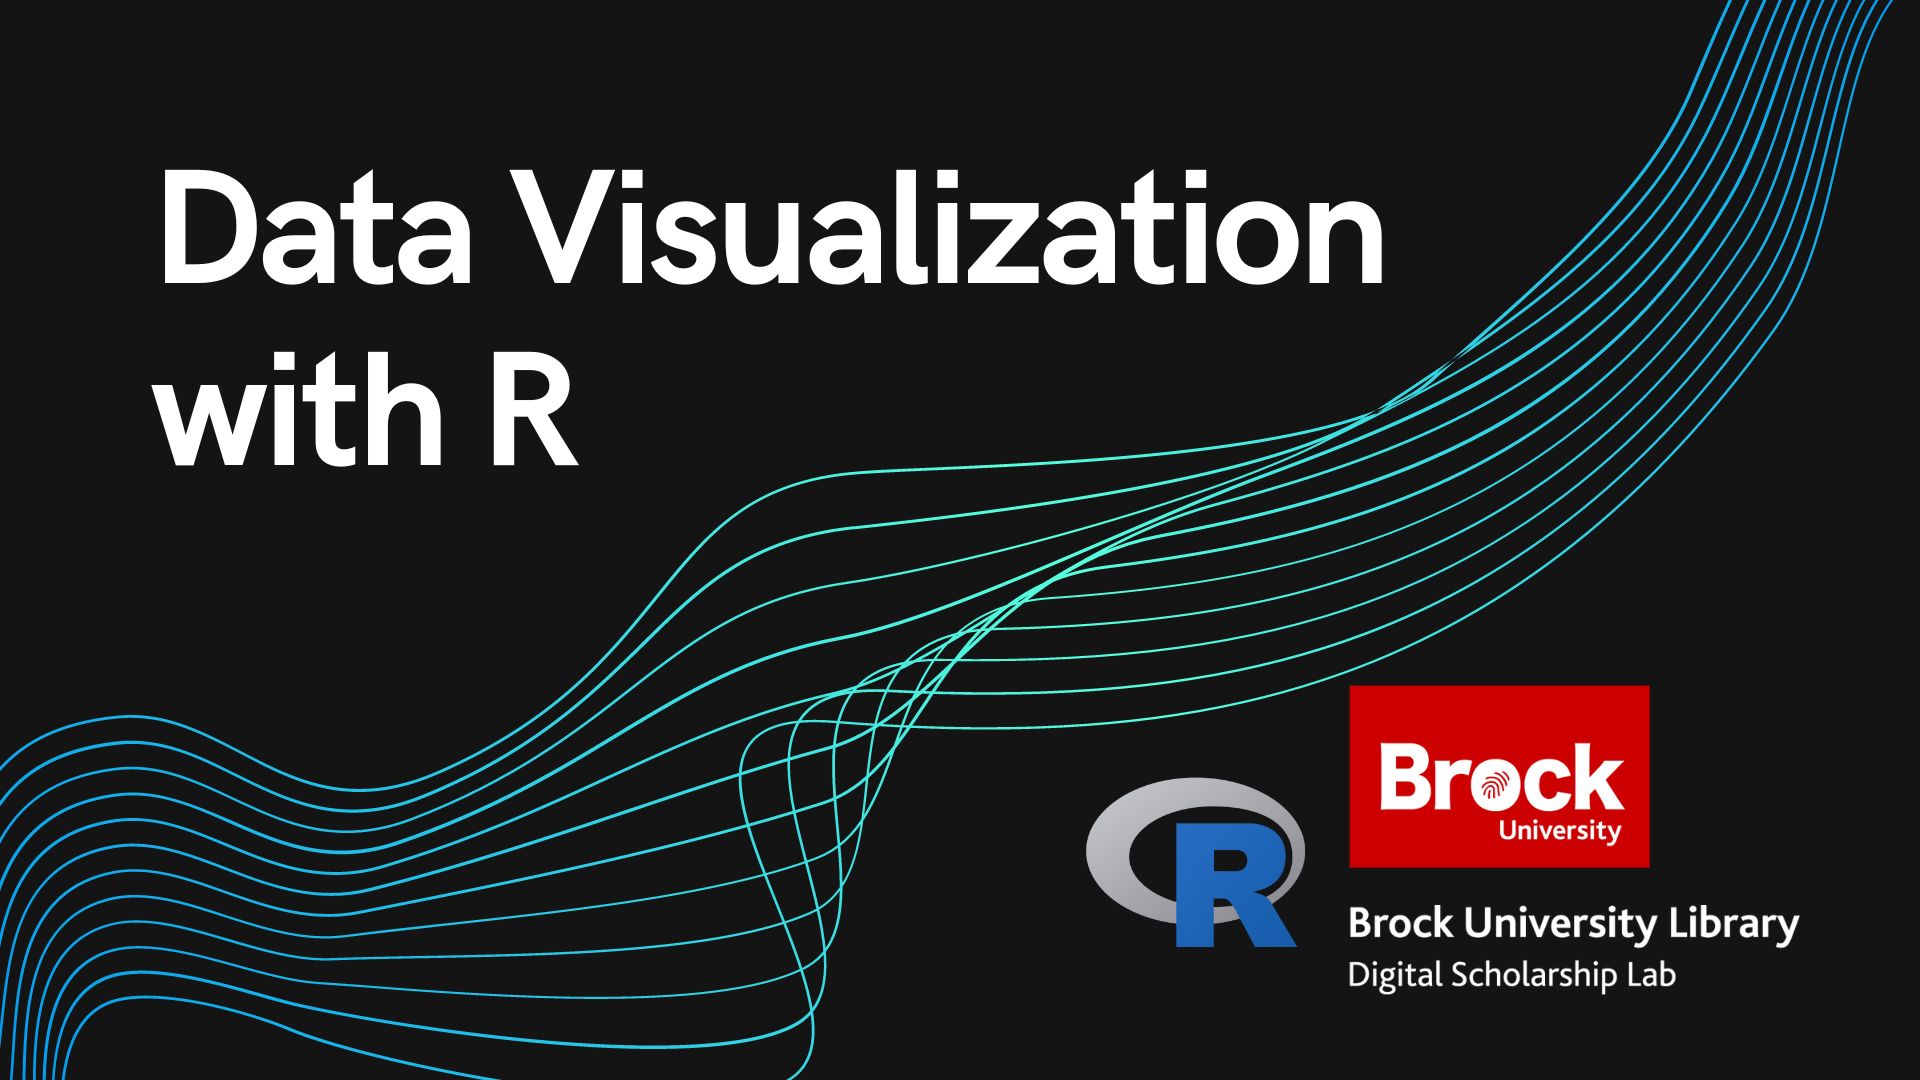 Data Visualization
with R
R
Brock
University
Brock University Library
Digital Scholarship Lab